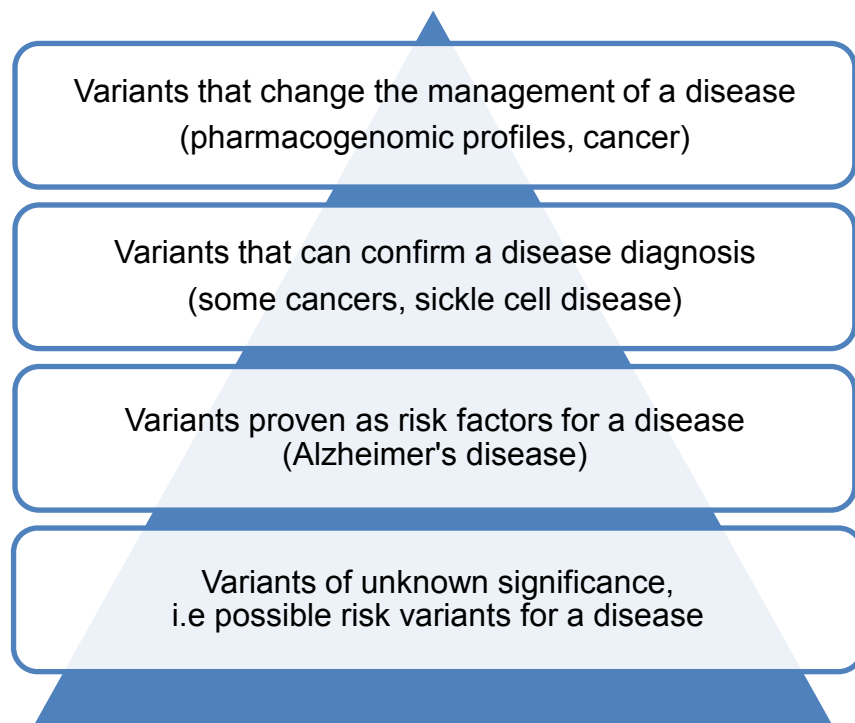 Variants that change the management of a disease
(pharmacogenomic profiles, cancer)
Variants that can confirm a disease diagnosis
(some cancers, sickle cell disease)
Variants proven as risk factors for a disease
(Alzheimer's disease)
Variants of unknown significance,
i.e possible risk variants for a disease